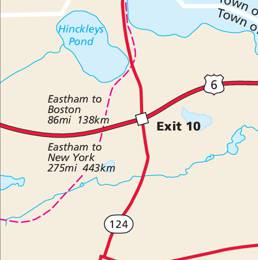 Town o
Town o
Hinckleys
Pond
6
Eastham to
Boston
86mi 138km
Exit 10
Eastham to
New York
275mi 443km
124